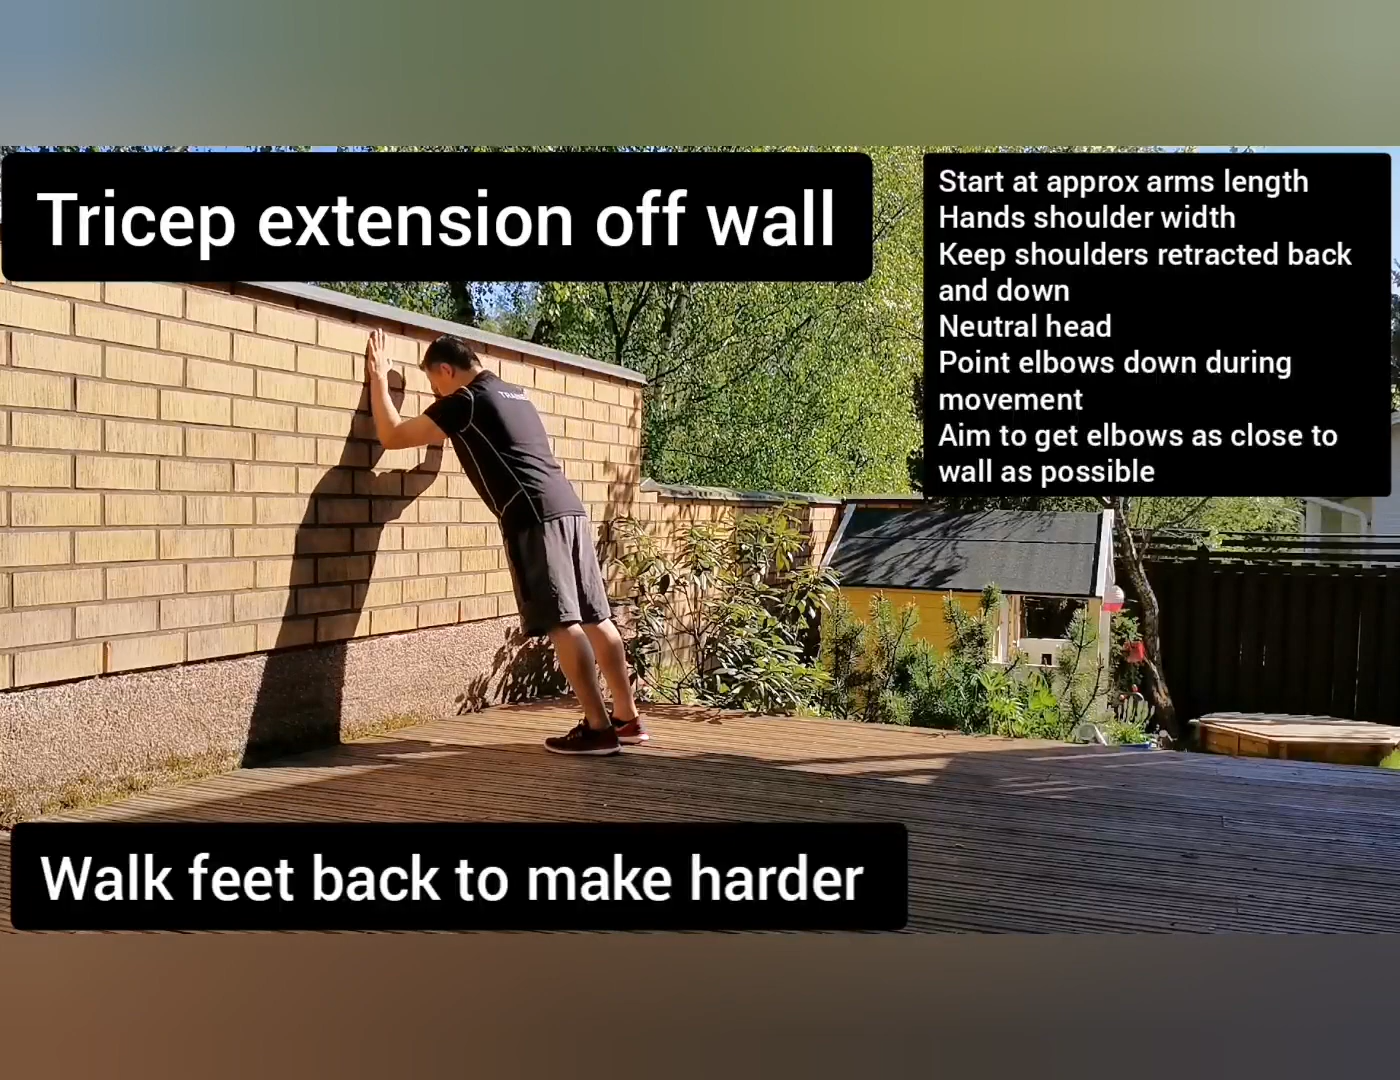 Tricep extension off wall
Start at approx arms length
Hands shoulder width
Keep shoulders retracted back
and down
Neutral head
Point elbows down during
movement
Aim to get elbows as close to
wall as possible
Walk feet back to make harder